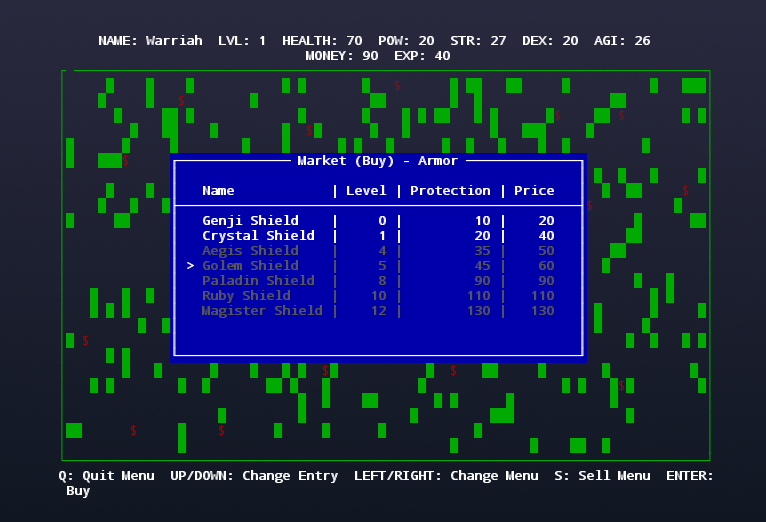 NAME: Warriah LVL: 1 HEALTH: 70 POW: 20 STR: 27 DEX: 20 AGI: 26
MONEY: 90 EXP: 40
Market (Buy) - Armor
Name | Level | Protection | Price
Genji Shield | 0 | 10 | 20
Crystal Shield | 1 | 20 | 40
Aegis Shield | 4 | 35 | 50
> Golem Shield | 5 | 45 | 60
Paladin Shield | 8 | 90 | 90
Ruby Shield | 10 | 110 | 110
Magister Shield | 12 | 130 | 130
Q: Quit Menu UP/DOWN: Change Entry LEFT/RIGHT: Change Menu S: Sell Menu ENTER:
Buy